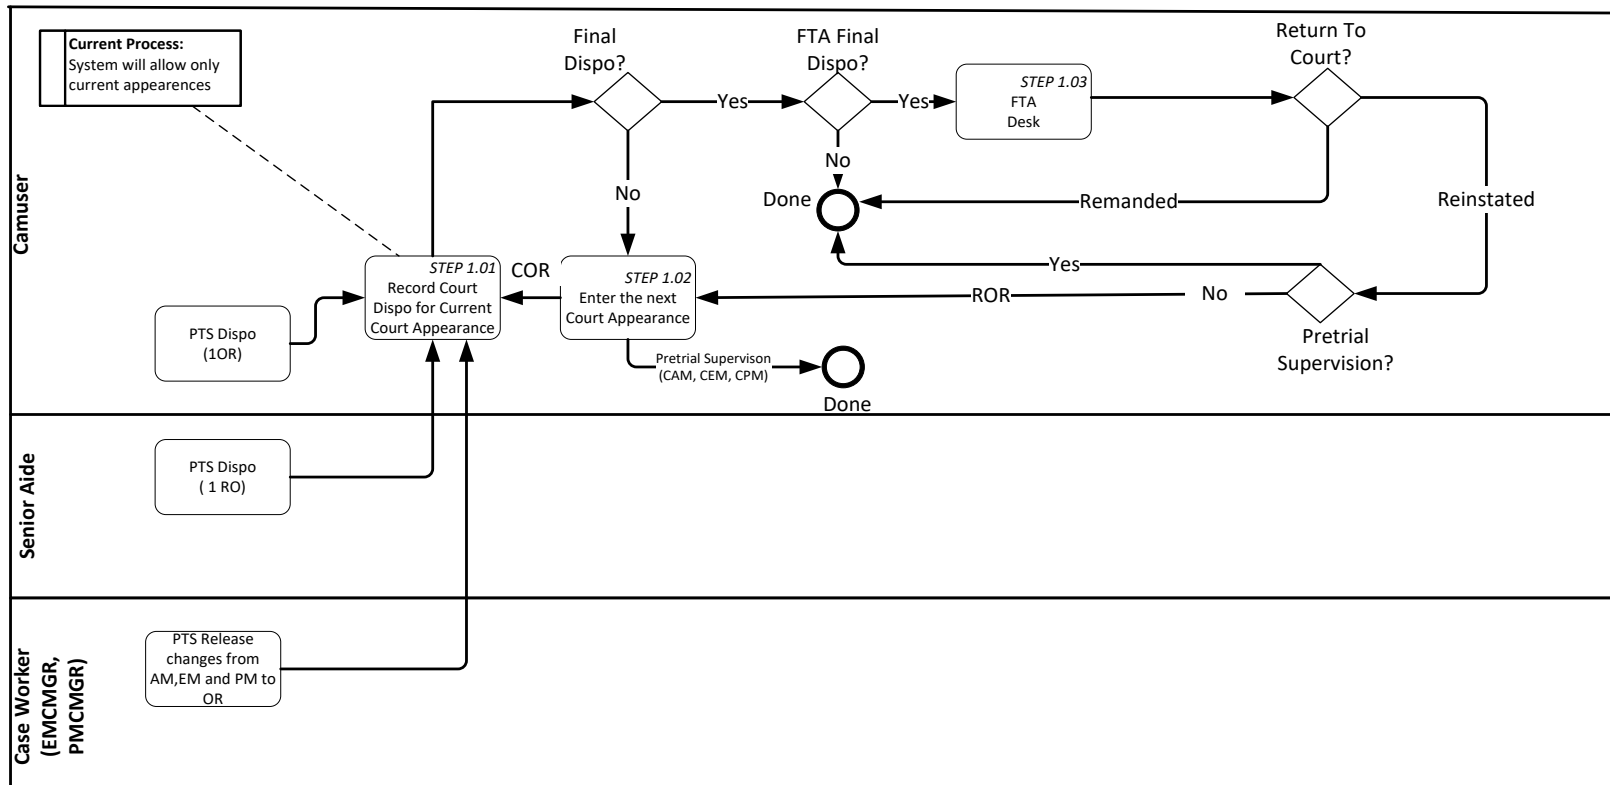 Current Process:
System will allow only
current appearences
Final
Dispo?
FTA Final
Dispo?
Return To
Court?
STEP 1.03
FTA
Desk
Yes
Yes
No
No
Done
Remanded
Reinstated
Camuser
STEP 1.01
Record Court
Dispo for Current
Court Appearance
COR
STEP 1.02
Enter the next
Court Appearance
Yes
ROR
No
Pretrial
Supervision?
PTS Dispo
(1OR)
Pretrial Supervison
(CAM, CEM, CPM)
Done
Senior Aide
PTS Dispo
( 1 RO)
Case Worker
(EMCMGR,
PMCMGR)
PTS Release
changes from
AM,EM and PM to
OR